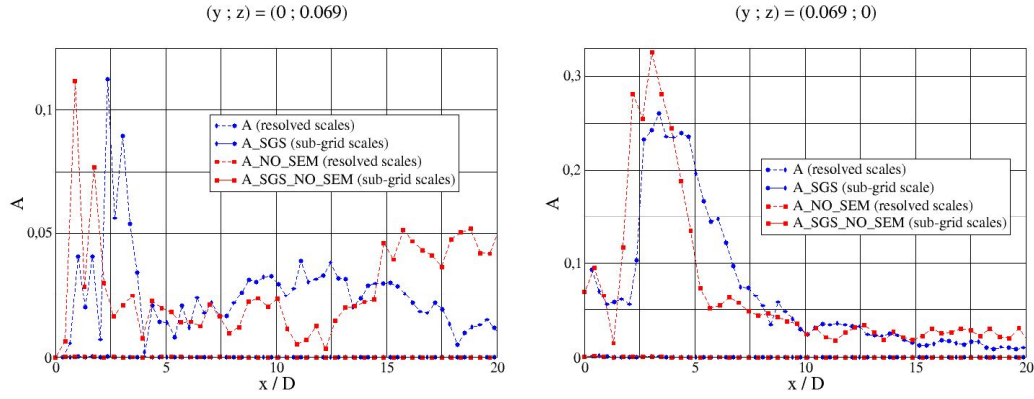 (y ; z) = (0 ; 0.069)
A
0,1
0,05
0
A (resolved scales)
A_SGS (sub-grid scales)
A_NO_SEM (resolved scales)
A_SGS_NO_SEM (sub-grid scales)
0 5 10 15 20
x / D
(y ; z) = (0.069 ; 0)
A
0,3
0,2
0,1
0
A (resolved scales)
A_SGS (sub-grid scale)
A_NO_SEM (resolved scales)
A_SGS_NO_SEM (sub-grid scales)
0 5 10 15 20
x / D